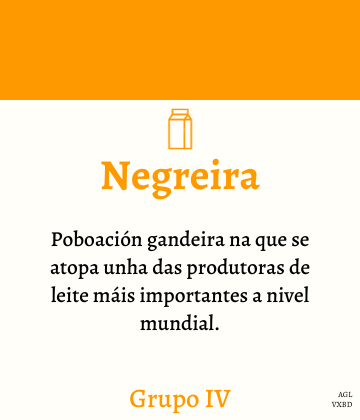 Negreira
Poboación gandeira na que se
atopa unha das produtoras de
leite máis importantes a nivel
mundial.
Grupo IV
AGL
VXBD